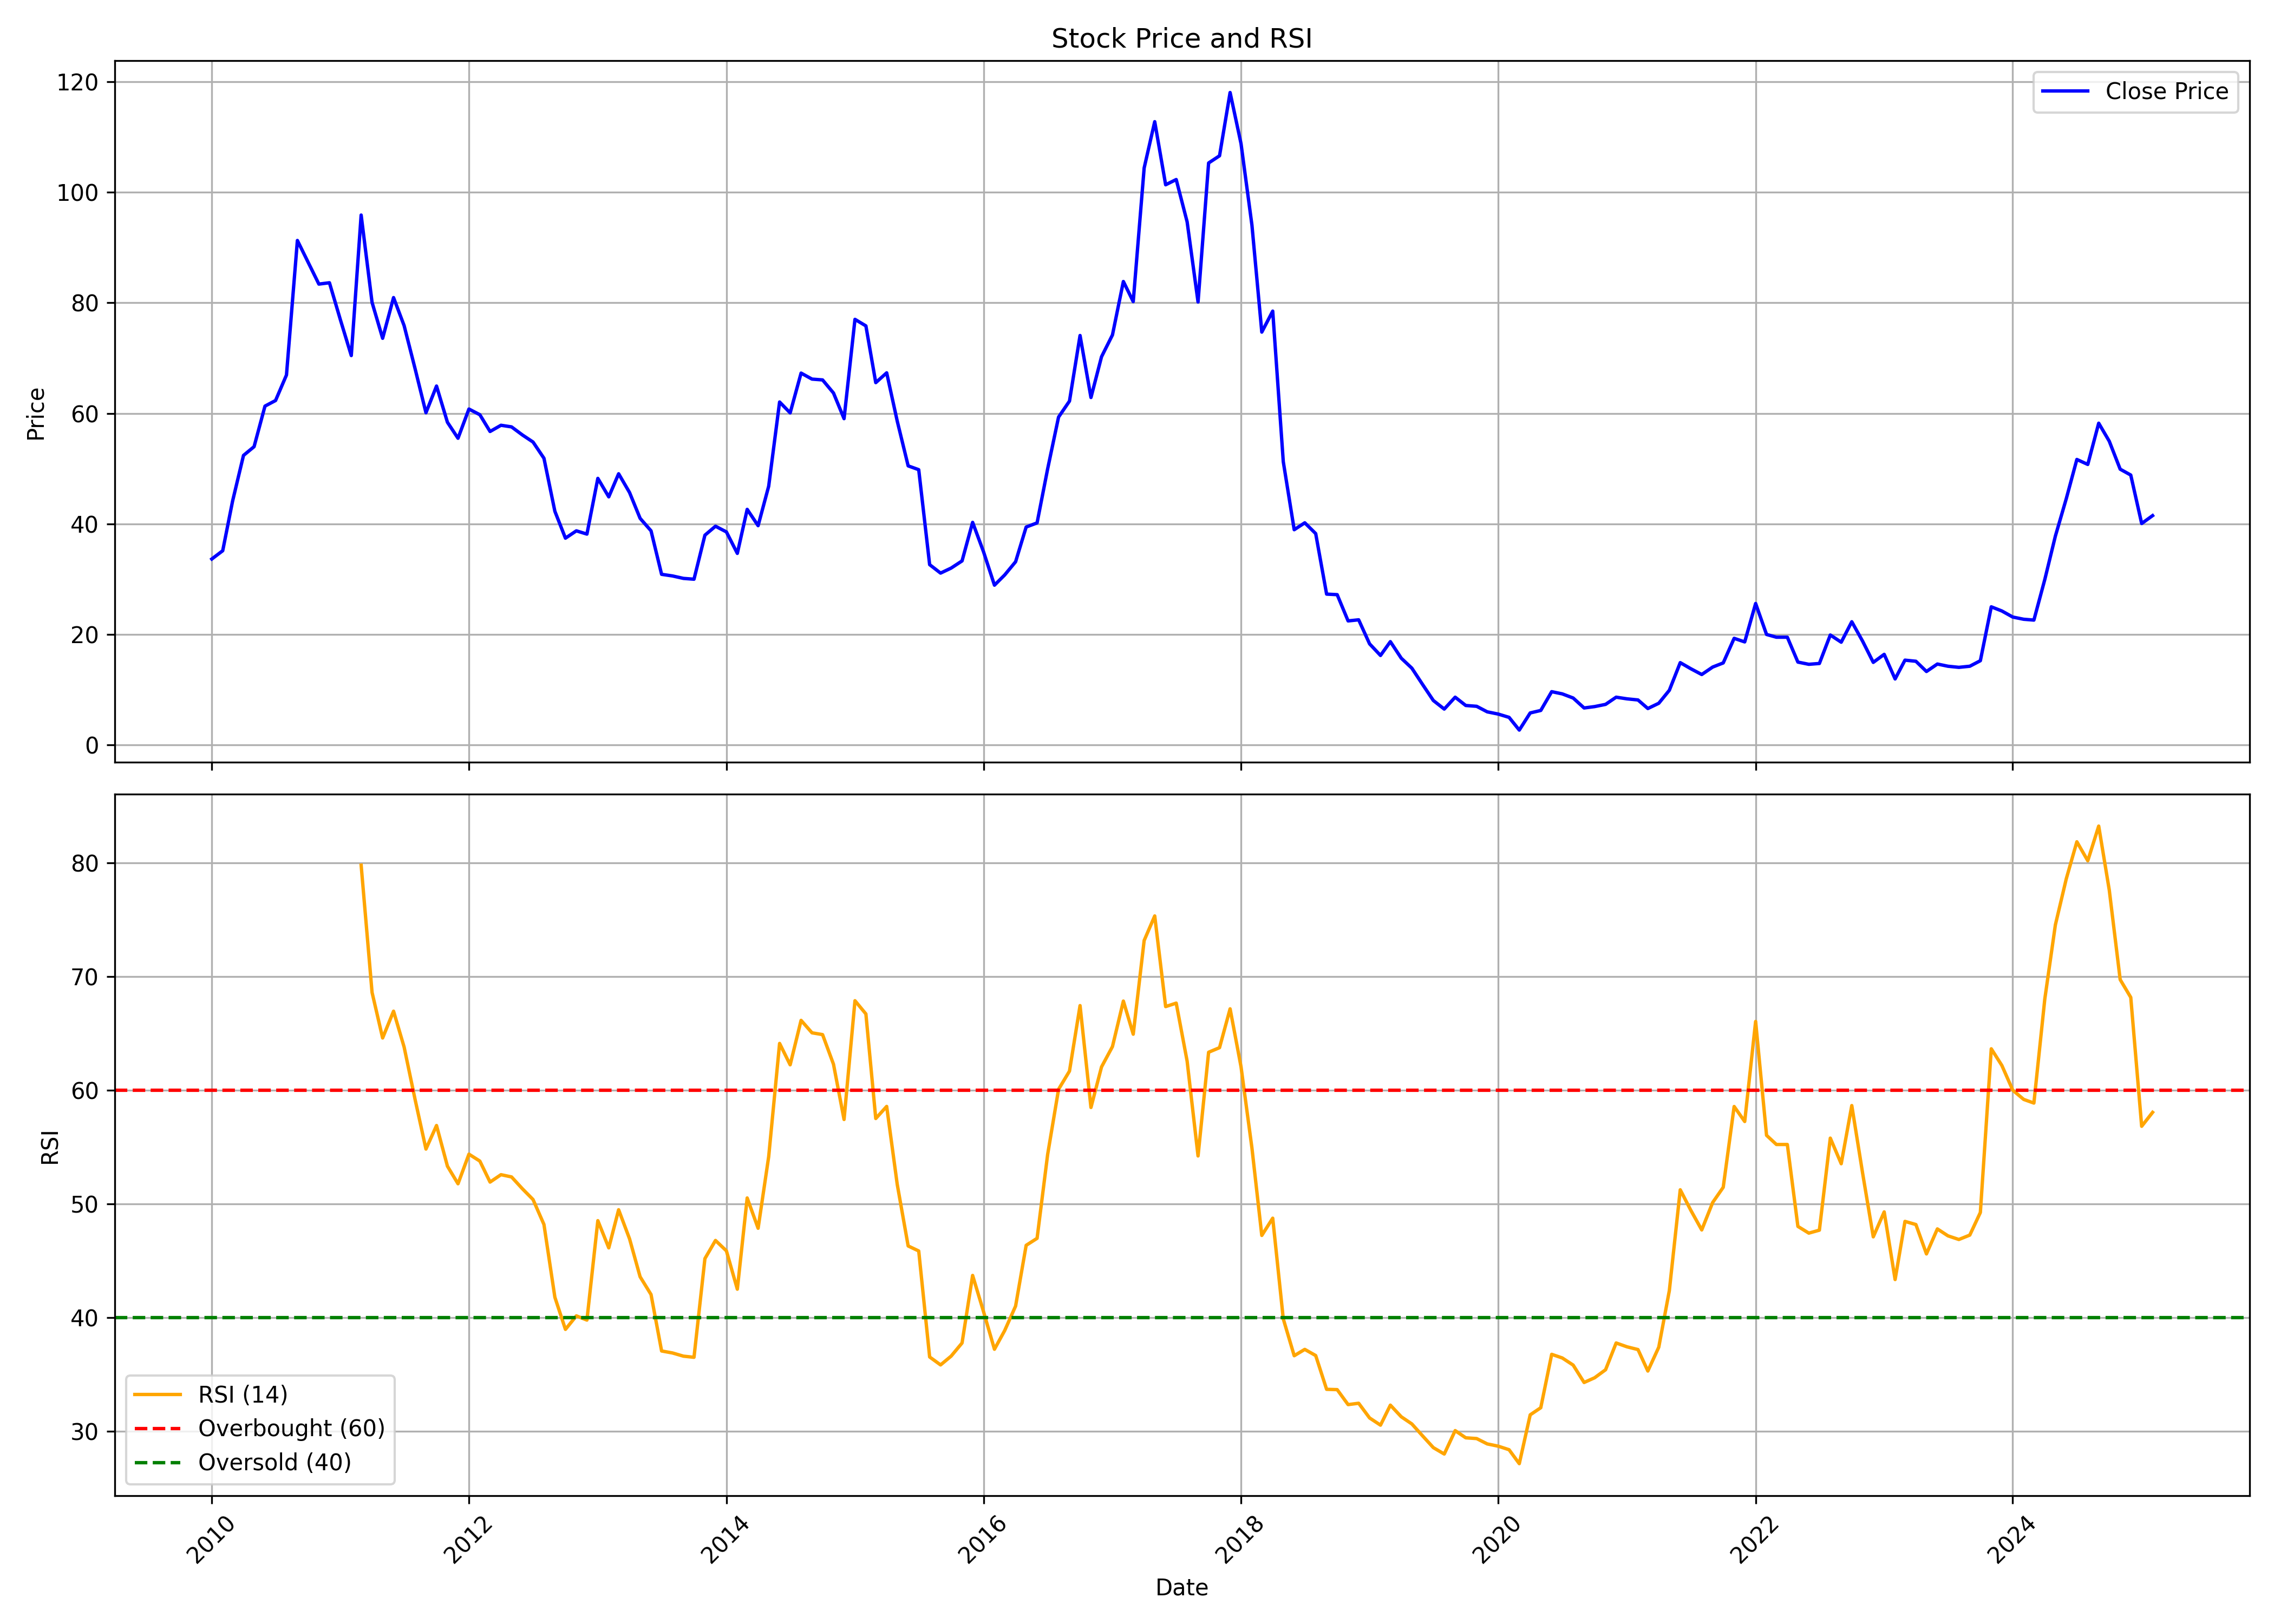 Stock Price and RSI
120
100
80
60
40
20
0
Price
Close Price
80
70
60
50
40
30
RSI
RSI (14)
Overbought (60)
Oversold (40)
2010
2012
2014
2016
2018
2020
2022
2024
Date